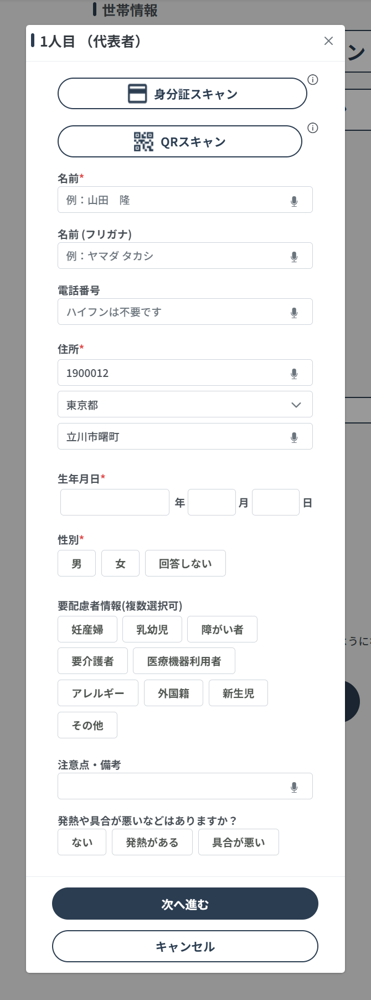 世帯情報
1人目 （代表者）
ン
身分証スキャン
QRスキャン
名前*
例：山田　隆
名前 (フリガナ)
例：ヤマダ タカシ
電話番号
ハイフンは不要です
住所*
1900012
東京都
立川市曙町
生年月日*
年 月 日
性別*
男 女 回答しない
要配慮者情報(複数選択可)
妊産婦 乳幼児 障がい者
ように
要介護者 医療機器利用者
アレルギー 外国籍 新生児
その他
注意点・備考
発熱や具合が悪いなどはありますか？
ない 発熱がある 具合が悪い
次へ進む
キャンセル